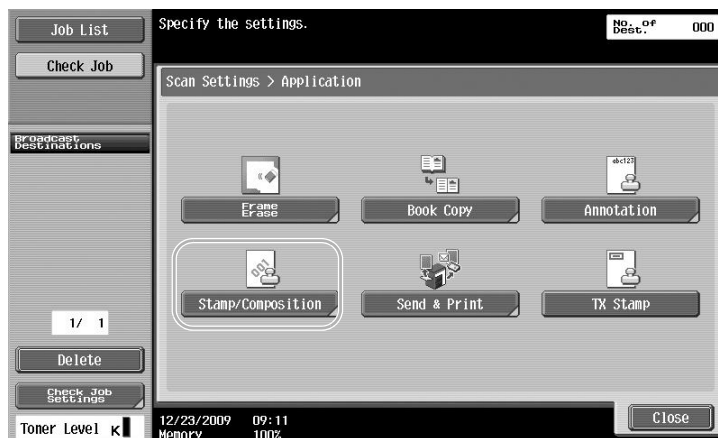 Job List
Check Job
Broadcast
Destinations
1/ 1
Delete
Check Job
Settings
Toner Level K
Specify the settings.
No. of
Dest.
000
Scan Settings > Application
Frame
Erase
Book Copy
abc123
Annotation
001
Stamp/Composition
Send & Print
TX Stamp
12/23/2009 09:11
Memory 100%
Close